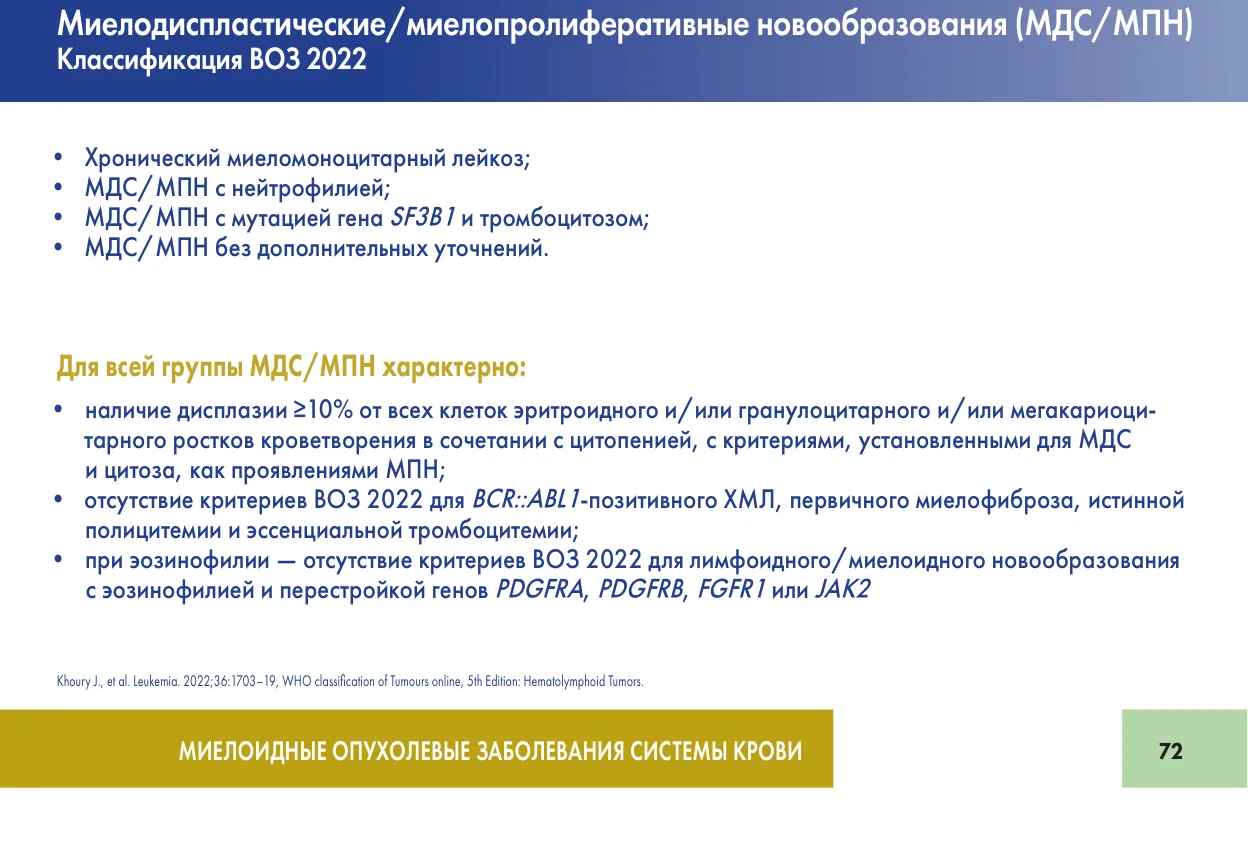 Миелодиспластические/миелопролиферативные новообразования (МДС/МПН)
Классификация ВОЗ 2022
• Хронический миеломоноцитарный лейкоз;
• МДС/МПН с нейтрофилией;
• МДС/МПН с мутацией гена SF3B1 и тромбоцитозом;
• МДС/МПН без дополнительных уточнений.
Для всей группы МДС/МПН характерно:
• наличие дисплазии ≥10% от всех клеток эритроидного и/или гранулоцитарного и/или мегакариоци-
тарного ростков кроветворения в сочетании с цитопенией, с критериями, установленными для МДС
и цитоза, как проявлениями МПН;
• отсутствие критериев ВОЗ 2022 для BCR::ABL1-позитивного ХМЛ, первичного миелофиброза, истинной
полицитемии и эссенциальной тромбоцитемии;
• при эозинофилии — отсутствие критериев ВОЗ 2022 для лимфоидного/миелоидного новообразования
с эозинофилией и перестройкой генов PDGFRA, PDGFRB, FGFR1 или JAK2
Khoury J., et al. Leukemia. 2022;36:1703–19, WHO classification of Tumours online, 5th Edition: Hematolymphoid Tumors.
МИЕЛОИДНЫЕ ОПУХОЛЕВЫЕ ЗАБОЛЕВАНИЯ СИСТЕМЫ КРОВИ
72